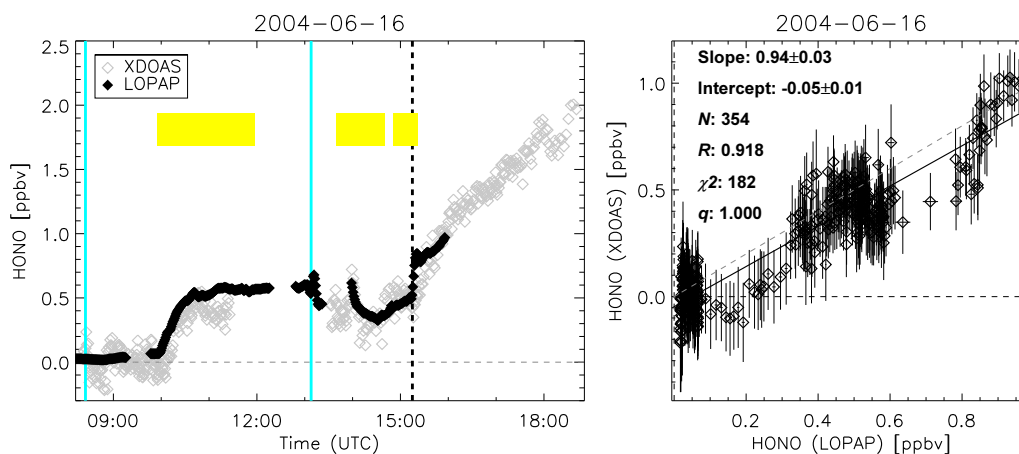 2004-06-16
HONO [ppbv]
2.5
2.0
1.5
1.0
0.5
0.0
XDOAS
LOPAP
09:00 12:00 15:00 18:00
Time (UTC)
2004-06-16
HONO (XDOAS) [ppbv]
1.0
0.5
0.0
Slope: 0.94±0.03
Intercept: -0.05±0.01
N: 354
R: 0.918
χ2: 182
q: 1.000
0.2 0.4 0.6 0.8
HONO (LOPAP) [ppbv]